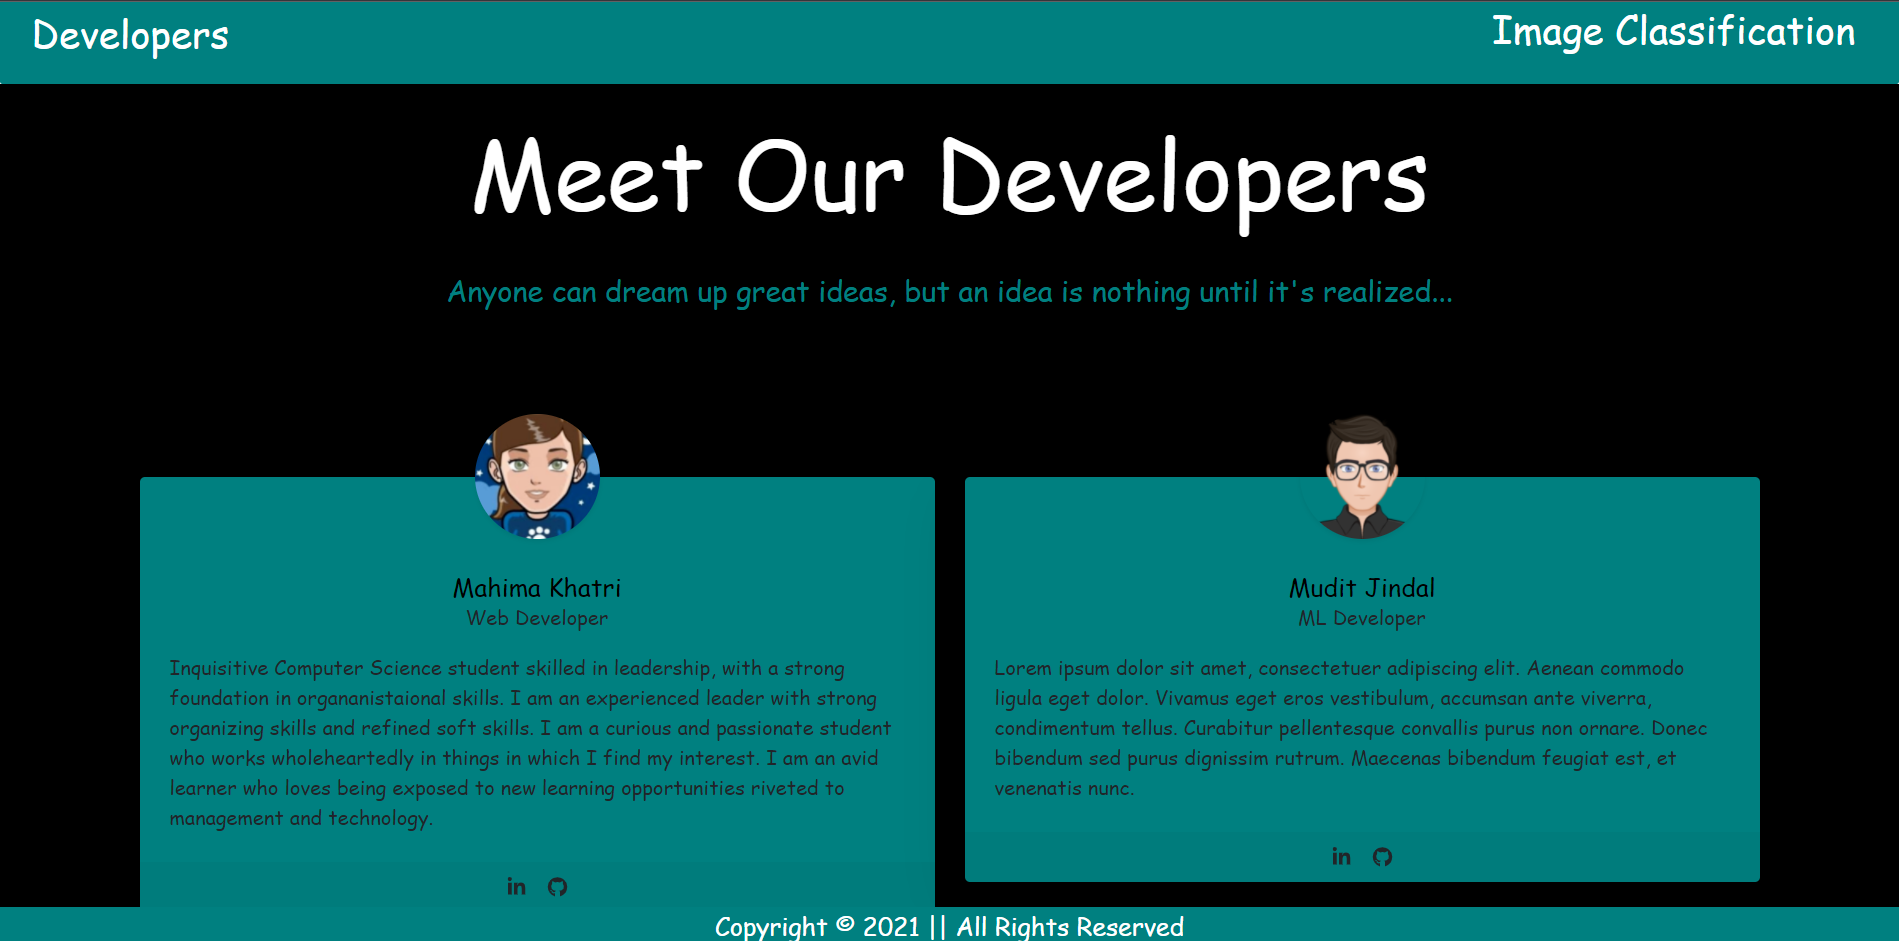 Developers
Image Classification
Meet Our Developers
Anyone can dream up great ideas, but an idea is nothing until it's realized...
Mahima Khatri
Web Developer
Inquisitive Computer Science student skilled in leadership, with a strong
foundation in organanistaional skills. I am an experienced leader with strong
organizing skills and refined soft skills. I am a curious and passionate student
who works wholeheartedly in things in which I find my interest. I am an avid
learner who loves being exposed to new learning opportunities riveted to
management and technology.
in
Mudit Jindal
ML Developer
Lorem ipsum dolor sit amet, consectetuer adipiscing elit. Aenean commodo
ligula eget dolor. Vivamus eget eros vestibulum, accumsan ante viverra,
condimentum tellus. Curabitur pellentesque convallis purus non ornare. Donec
bibendum sed purus dignissim rutrum. Maecenas bibendum feugiat est, et
venenatis nunc.
in
Copyright © 2021 || All Rights Reserved